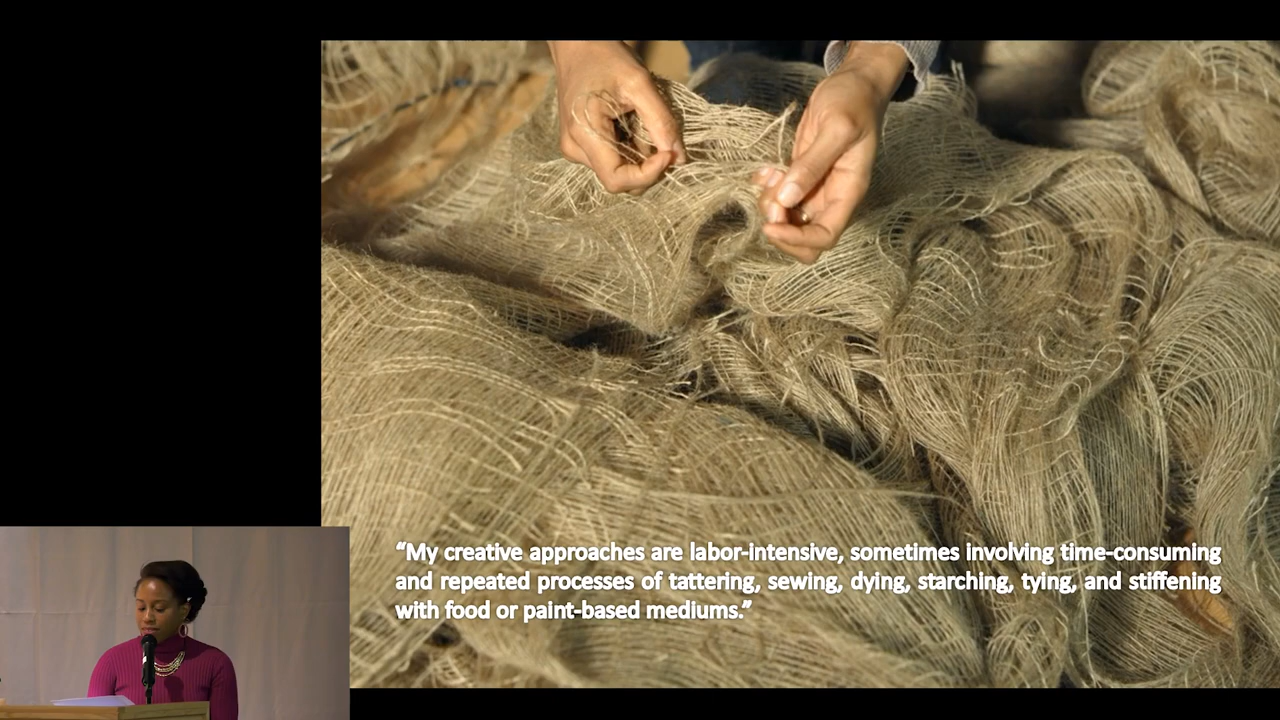 “My creative approaches are labor-intensive, sometimes involving time-consuming
and repeated processes of tattering, sewing, dying, starching, tying, and stiffening
with food or paint-based mediums.”